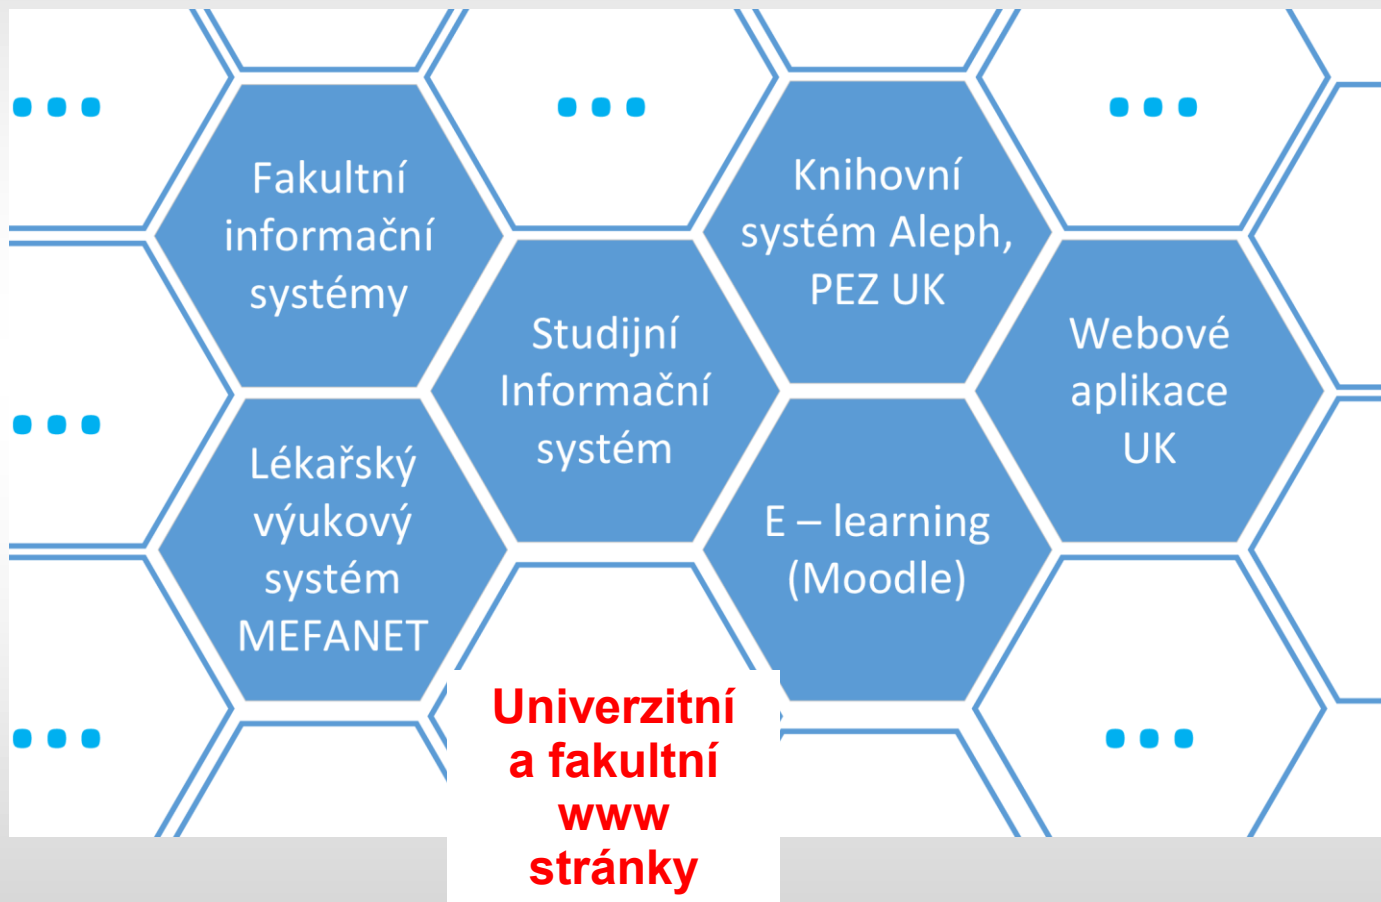 ...
...
...
Fakultní
informační
systémy
Knihovní
systém Aleph,
PEZ UK
Studijní
Informační
systém
Webové
aplikace
UK
...
Lékařský
výukový
systém
MEFANET
E – learning
(Moodle)
Univerzitní
a fakultní
www
stránky
...
...